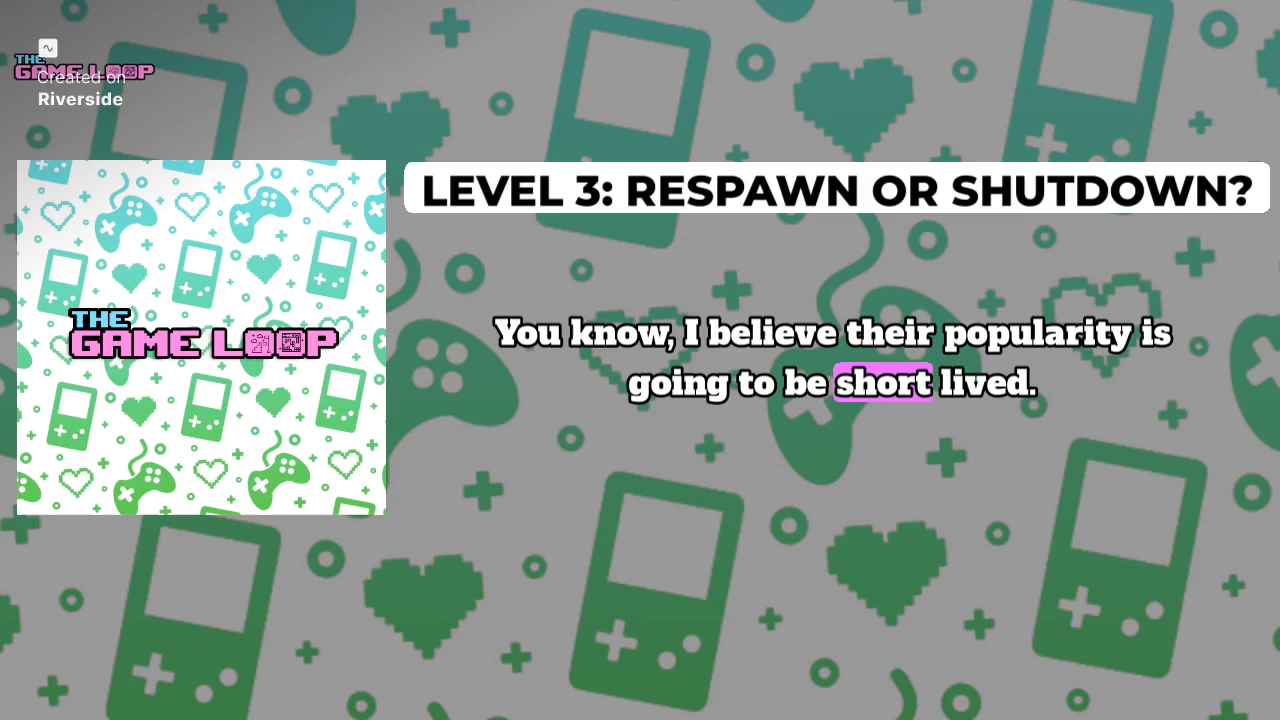 THE
GAME LOOP
Created on
Riverside
LEVEL 3: RESPAWN OR SHUTDOWN?
THE
GAME LOOP
You know, I believe their popularity is
going to be short lived.